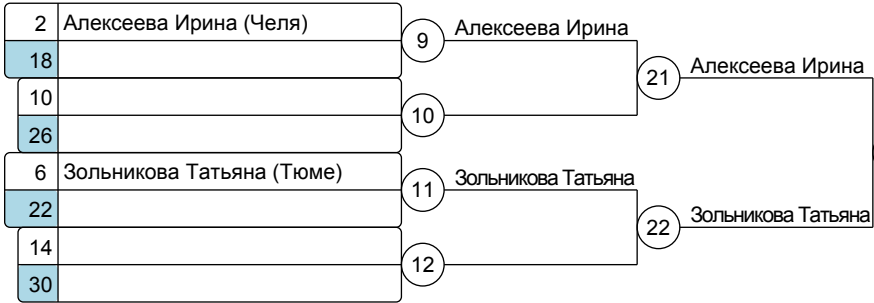 2 Алексеева Ирина (Челя)
9 Алексеева Ирина
18
21 Алексеева Ирина
10
10
26
6 Зольникова Татьяна (Тюме)
11 Зольникова Татьяна
22
22 Зольникова Татьяна
14
12
30